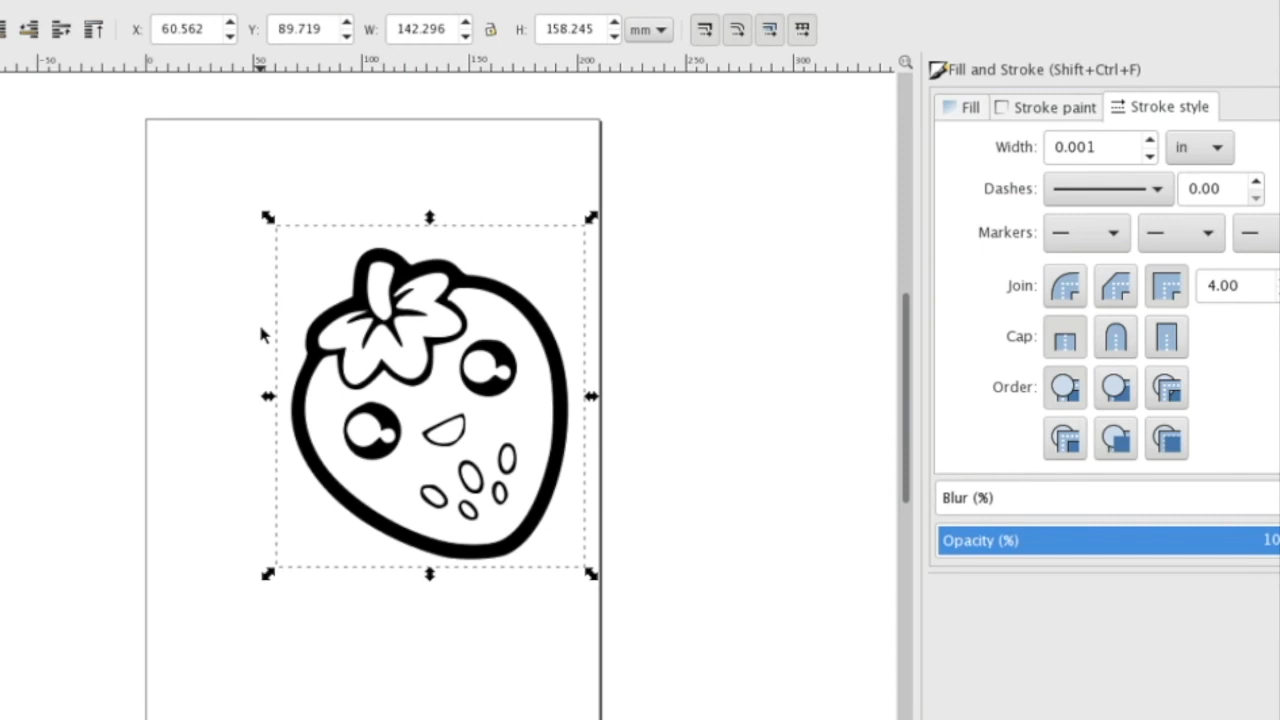 X: 60.562 Y: 89.719 W: 142.296 H: 158.245 mm
-50 0 50 100 150 200 250 300
Fill and Stroke (Shift+Ctrl+F)
Fill Stroke paint Stroke style
Width: 0.001 in
Dashes: 0.00
Markers:
Join: 4.00
Cap:
Order:
Blur (%)
Opacity (%) 10